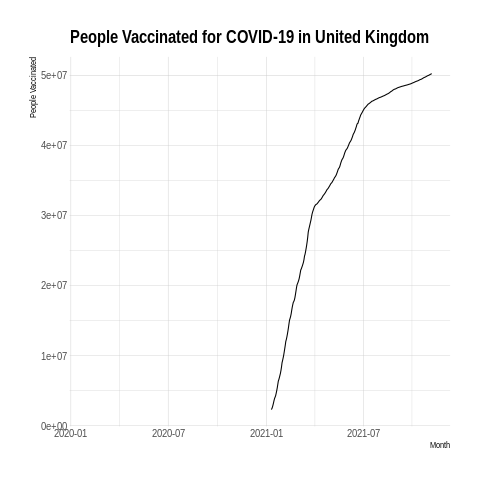 People Vaccinated for COVID-19 in United Kingdom
People Vaccinated
5e+07
4e+07
3e+07
2e+07
1e+07
0e+00
2020-01 2020-07 2021-01 2021-07
Month